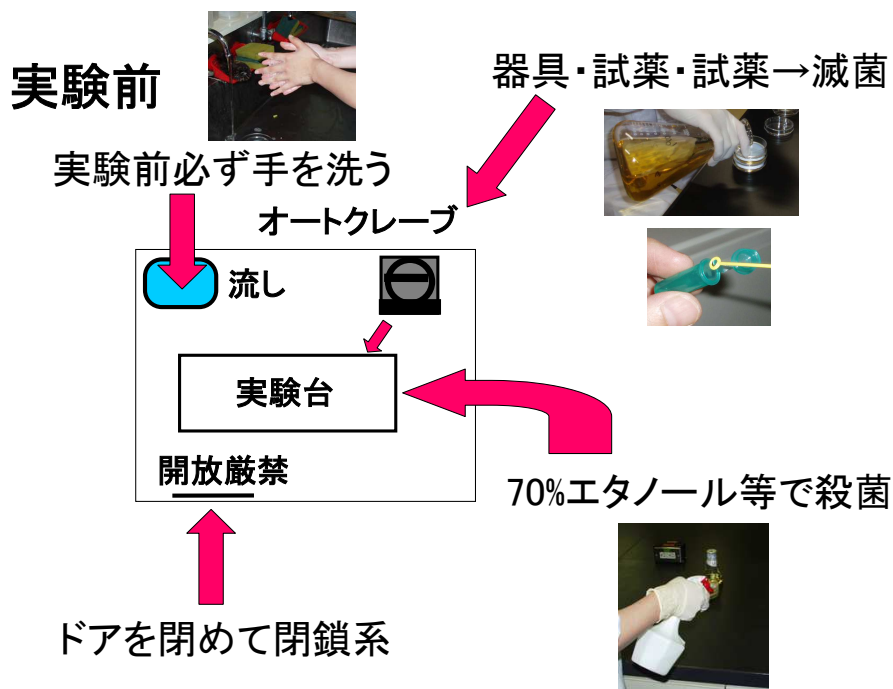 実験前
器具・試薬・試薬→滅菌
実験前必ず手を洗う
オートクレーブ
流し
実験台
開放厳禁
70%エタノール等で殺菌
ドアを閉めて閉鎖系